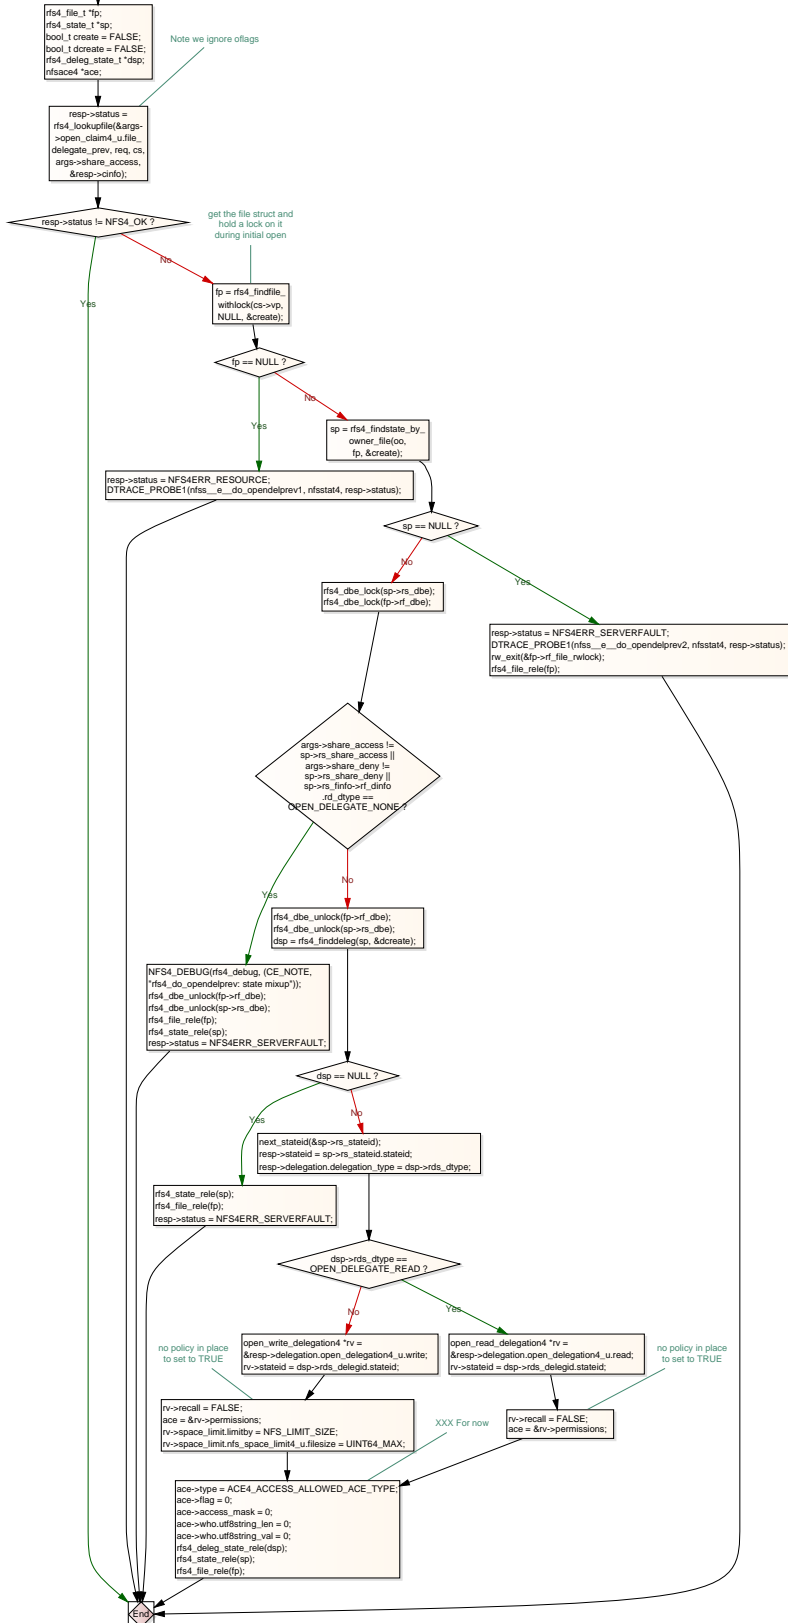 rfs4_file_t *fp;
rfs4_state_t *sp;
bool_t create = FALSE;
bool_t dcreate = FALSE;
rfs4_deleg_state_t *dsp;
nfsace4 *ace;
Note we ignore oflags
resp->status =
rfs4_lookupfile(&args-
>open_claim4_u.file_
delegate_prev, req, cs,
args->share_access,
&resp->cinfo);
resp->status != NFS4_OK ?
get the file struct and
hold a lock on it
during initial open
No
Yes
fp = rfs4_findfile_
withlock(cs->vp,
NULL, &create);
fp == NULL ?
No
Yes
sp = rfs4_findstate_by_
owner_file(oo,
fp, &create);
resp->status = NFS4ERR_RESOURCE;
DTRACE_PROBE1(nfss__e__do_opendelprev1, nfsstat4, resp->status);
sp == NULL ?
No
Yes
rfs4_dbe_lock(sp->rs_dbe);
rfs4_dbe_lock(fp->rf_dbe);
resp->status = NFS4ERR_SERVERFAULT;
DTRACE_PROBE1(nfss__e__do_opendelprev2, nfsstat4, resp->status);
rw_exit(&fp->rf_file_rwlock);
rfs4_file_rele(fp);
args->share_access !=
sp->rs_share_access ||
args->share_deny !=
sp->rs_share_deny ||
sp->rs_finfo->rf_dinfo
.rd_dtype ==
OPEN_DELEGATE_NONE ?
No
Yes
rfs4_dbe_unlock(fp->rf_dbe);
rfs4_dbe_unlock(sp->rs_dbe);
dsp = rfs4_finddeleg(sp, &dcreate);
NFS4_DEBUG(rfs4_debug, (CE_NOTE,
"rfs4_do_opendelprev: state mixup"));
rfs4_dbe_unlock(fp->rf_dbe);
rfs4_dbe_unlock(sp->rs_dbe);
rfs4_file_rele(fp);
rfs4_state_rele(sp);
resp->status = NFS4ERR_SERVERFAULT;
dsp == NULL ?
Yes
No
next_stateid(&sp->rs_stateid);
resp->stateid = sp->rs_stateid.stateid;
resp->delegation.delegation_type = dsp->rds_dtype;
rfs4_state_rele(sp);
rfs4_file_rele(fp);
resp->status = NFS4ERR_SERVERFAULT;
dsp->rds_dtype ==
OPEN_DELEGATE_READ ?
No
Yes
no policy in place
to set to TRUE
open_write_delegation4 *rv =
&resp->delegation.open_delegation4_u.write;
rv->stateid = dsp->rds_delegid.stateid;
open_read_delegation4 *rv =
&resp->delegation.open_delegation4_u.read;
rv->stateid = dsp->rds_delegid.stateid;
no policy in place
to set to TRUE
rv->recall = FALSE;
ace = &rv->permissions;
rv->space_limit.limitby = NFS_LIMIT_SIZE;
rv->space_limit.nfs_space_limit4_u.filesize = UINT64_MAX;
XXX For now
rv->recall = FALSE;
ace = &rv->permissions;
ace->type = ACE4_ACCESS_ALLOWED_ACE_TYPE;
ace->flag = 0;
ace->access_mask = 0;
ace->who.utf8string_len = 0;
ace->who.utf8string_val = 0;
rfs4_deleg_state_rele(dsp);
rfs4_state_rele(sp);
rfs4_file_rele(fp);
End